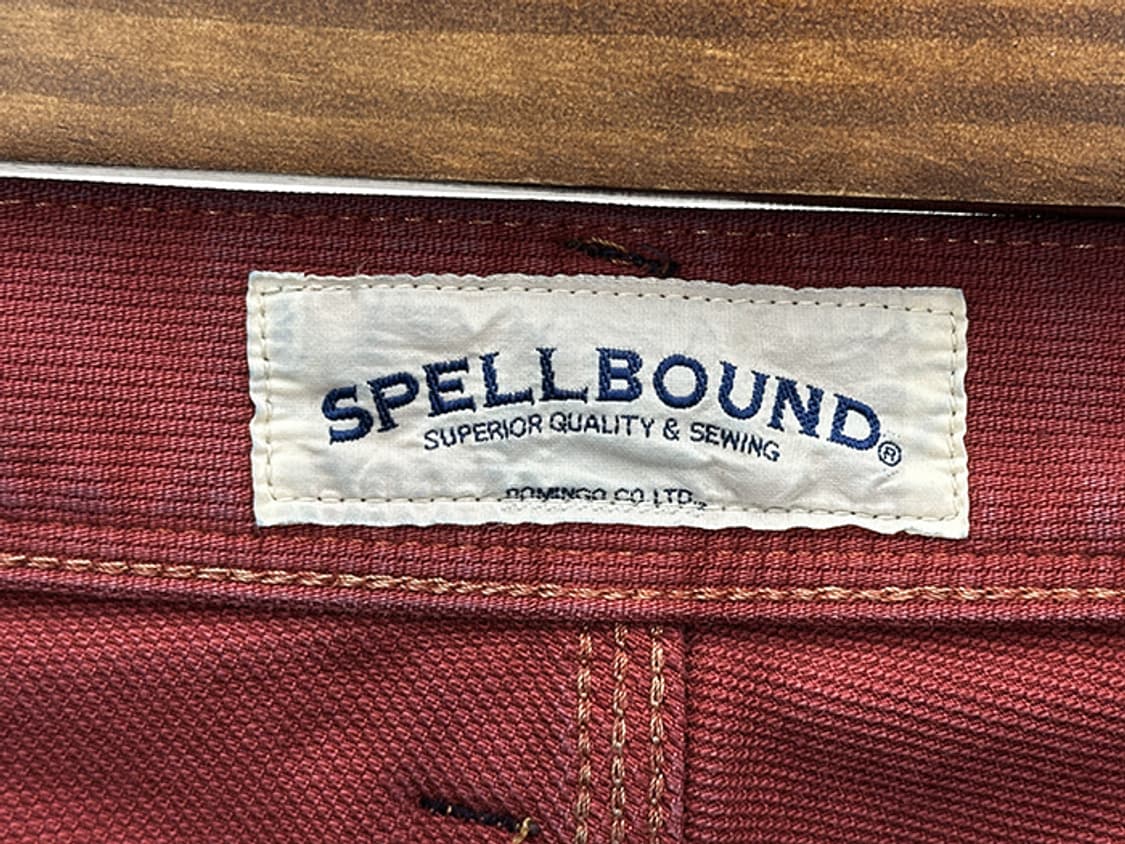 SPELLBOUND®
SUPERIOR QUALITY & SEWING
DOMINGO CO.LTD.,